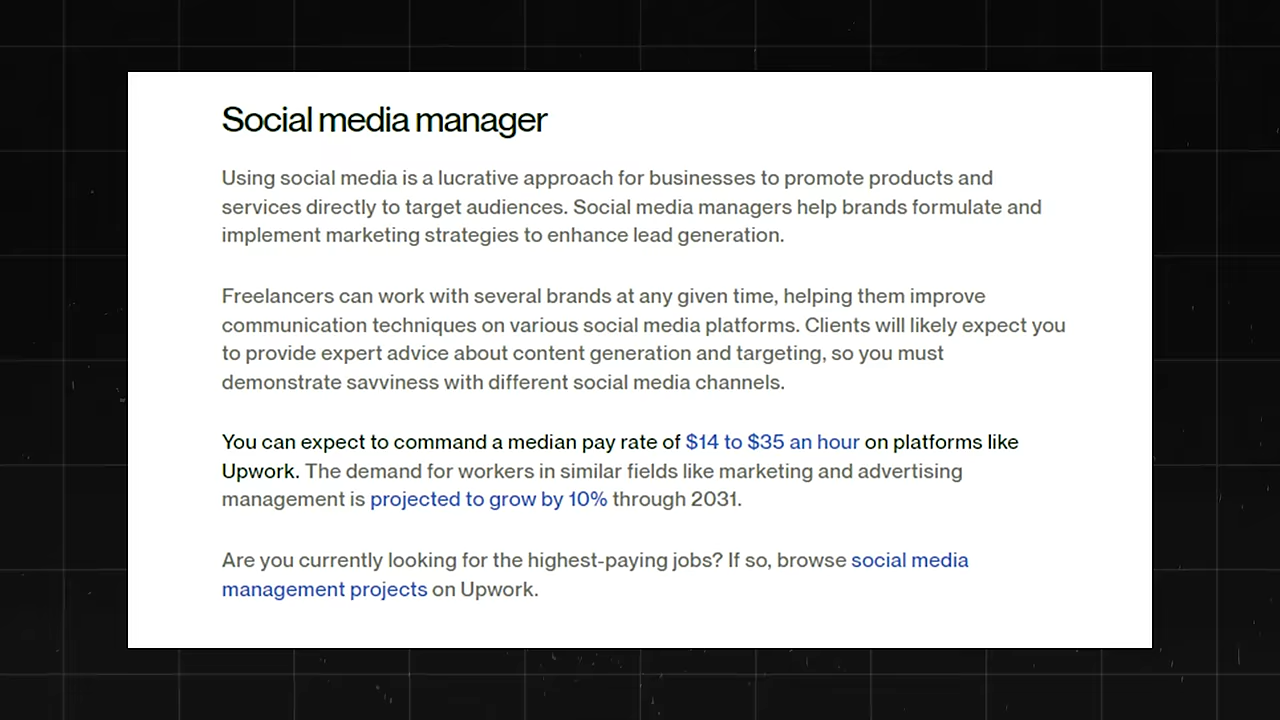 Social media manager
Using social media is a lucrative approach for businesses to promote products and
services directly to target audiences. Social media managers help brands formulate and
implement marketing strategies to enhance lead generation.
Freelancers can work with several brands at any given time, helping them improve
communication techniques on various social media platforms. Clients will likely expect you
to provide expert advice about content generation and targeting, so you must
demonstrate savviness with different social media channels.
You can expect to command a median pay rate of $14 to $35 an hour on platforms like
Upwork. The demand for workers in similar fields like marketing and advertising
management is projected to grow by 10% through 2031.
Are you currently looking for the highest-paying jobs? If so, browse social media
management projects on Upwork.